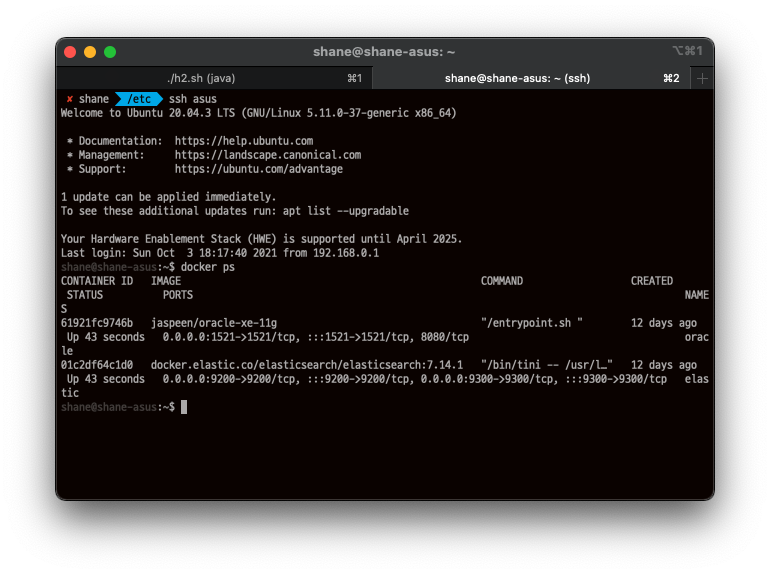 shane@shane-asus: ~
⌥⌘1
./h2.sh (java)
⌘1
shane@shane-asus: ~ (ssh)
⌘2
✘ shane /etc ssh asus
Welcome to Ubuntu 20.04.3 LTS (GNU/Linux 5.11.0-37-generic x86_64)
* Documentation:  https://help.ubuntu.com
* Management:     https://landscape.canonical.com
* Support:        https://ubuntu.com/advantage
1 update can be applied immediately.
To see these additional updates run: apt list --upgradable
Your Hardware Enablement Stack (HWE) is supported until April 2025.
Last login: Sun Oct  3 18:17:40 2021 from 192.168.0.1
shane@shane-asus:~$ docker ps
CONTAINER ID   IMAGE                                                  COMMAND                  CREATED
STATUS          PORTS                                                                                  NAME
S
61921fc9746b   jaspeen/oracle-xe-11g                                  "/entrypoint.sh "        12 days ago
Up 43 seconds   0.0.0.0:1521->1521/tcp, :::1521->1521/tcp, 8080/tcp                                    orac
le
01c2df64c1d0   docker.elastic.co/elasticsearch/elasticsearch:7.14.1   "/bin/tini -- /usr/l…"   12 days ago
Up 43 seconds   0.0.0.0:9200->9200/tcp, :::9200->9200/tcp, 0.0.0.0:9300->9300/tcp, :::9300->9300/tcp   elas
tic
shane@shane-asus:~$